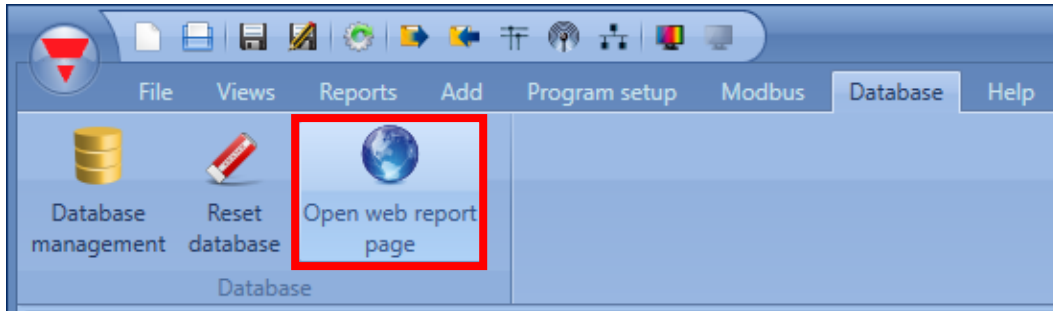 File Views Reports Add Program setup Modbus Database Help
Database management
Reset database
Open web report page
Database